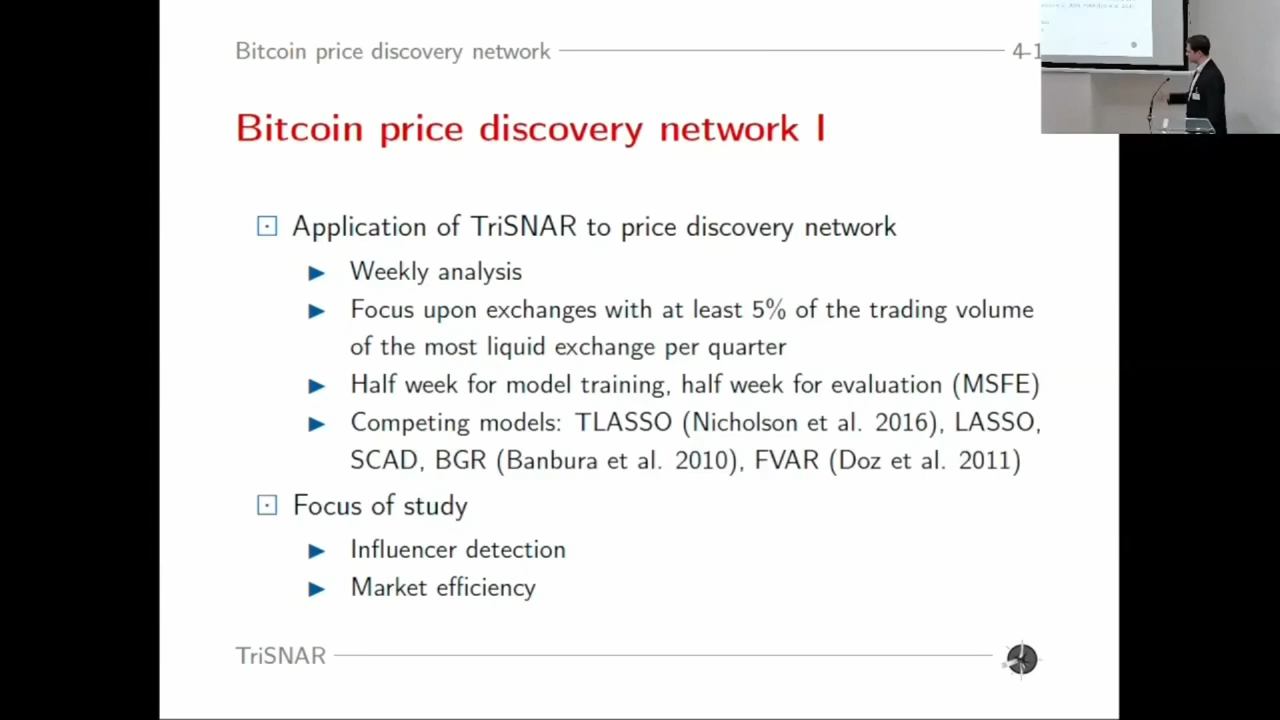 Bitcoin price discovery network 4-1
Bitcoin price discovery network I
Application of TriSNAR to price discovery network
Weekly analysis
Focus upon exchanges with at least 5% of the trading volume
of the most liquid exchange per quarter
Half week for model training, half week for evaluation (MSFE)
Competing models: TLASSO (Nicholson et al. 2016), LASSO,
SCAD, BGR (Banbura et al. 2010), FVAR (Doz et al. 2011)
Focus of study
Influencer detection
Market efficiency
TriSNAR